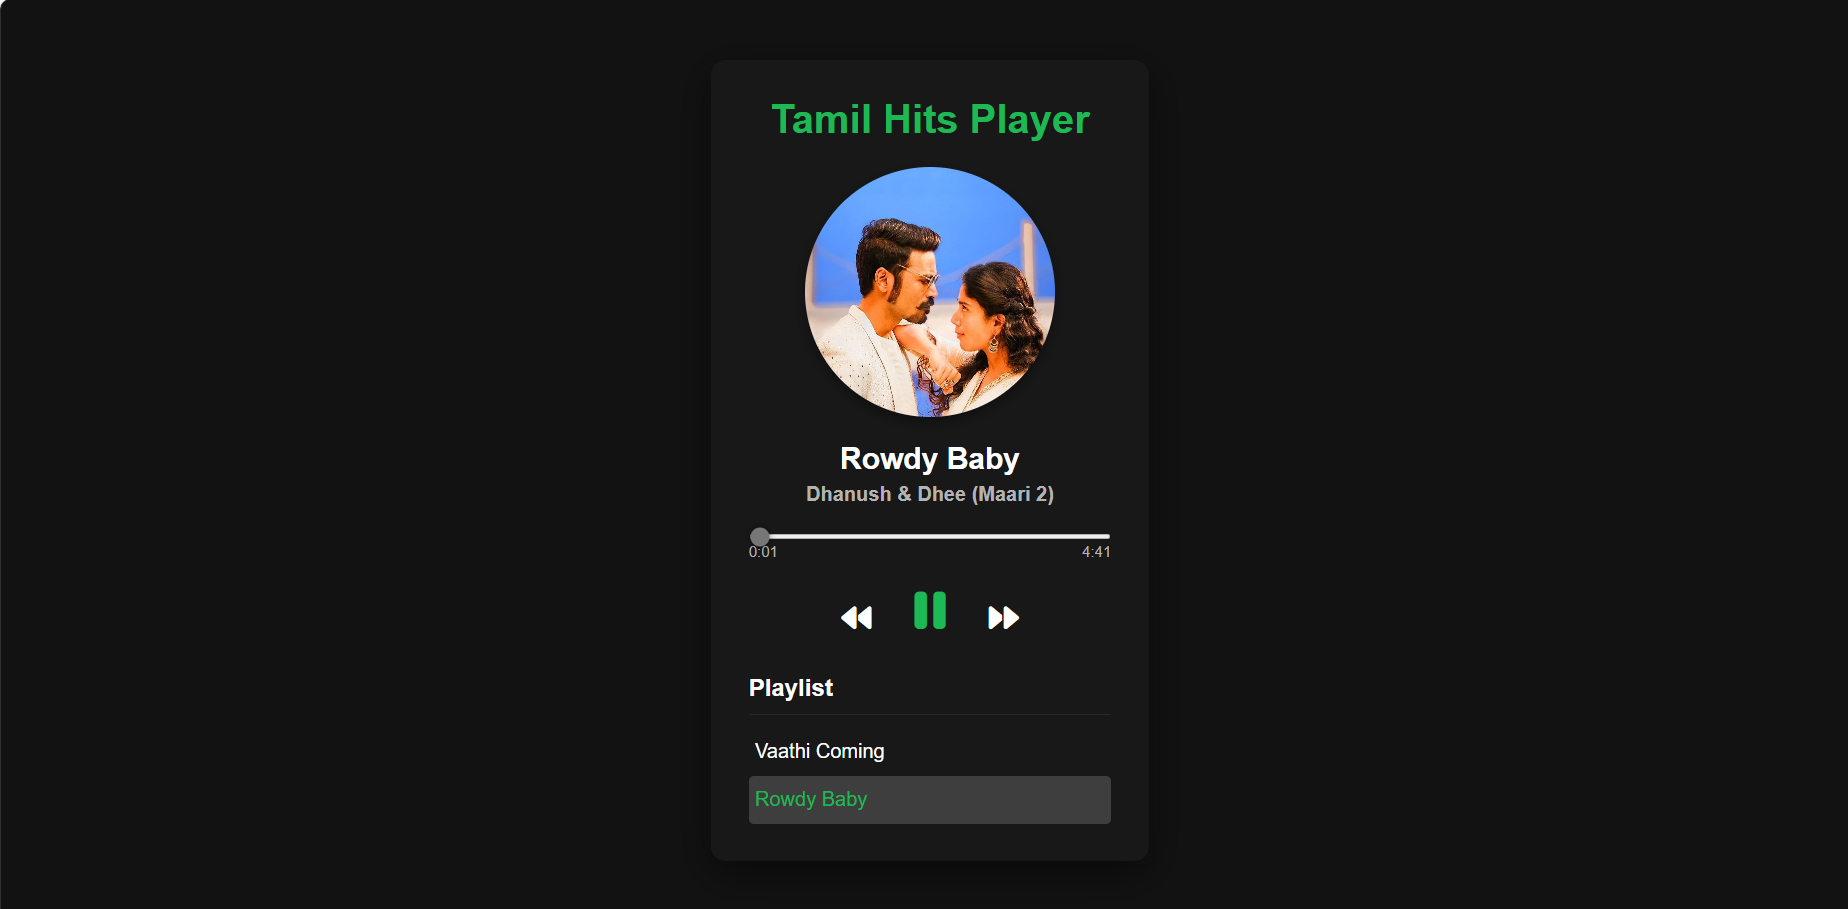 Tamil Hits Player
Rowdy Baby
Dhanush & Dhee (Maari 2)
0:01 4:41
Playlist
Vaathi Coming
Rowdy Baby